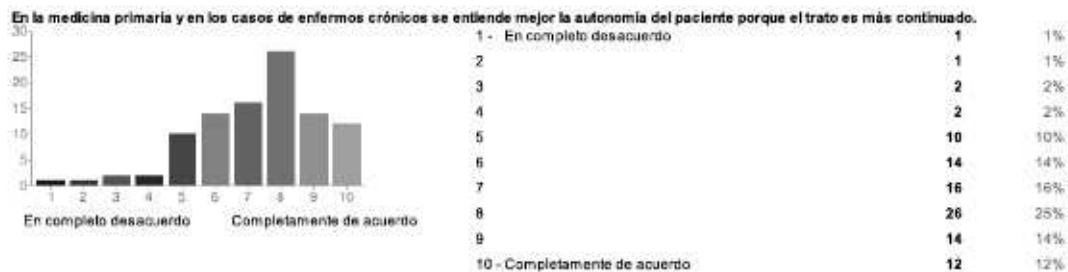 En la medicina primaria y en los casos de enfermos crónicos se entiende mejor la autonomía del paciente porque el trato es más continuado.
30
25
20
15
10
5
0
1 2 3 4 5 6 7 8 9 10
En completo desacuerdo Completamente de acuerdo
1 - En completo desacuerdo 1 1%
2 1 1%
3 2 2%
4 2 2%
5 10 10%
6 14 14%
7 16 16%
8 26 25%
9 14 14%
10 - Completamente de acuerdo 12 12%